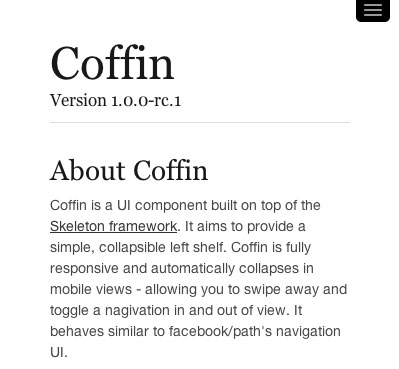 Coffin
Version 1.0.0-rc.1
About Coffin
Coffin is a UI component built on top of the
Skeleton framework. It aims to provide a
simple, collapsible left shelf. Coffin is fully
responsive and automatically collapses in
mobile views - allowing you to swipe away and
toggle a nagivation in and out of view. It
behaves similar to facebook/path's navigation
UI.